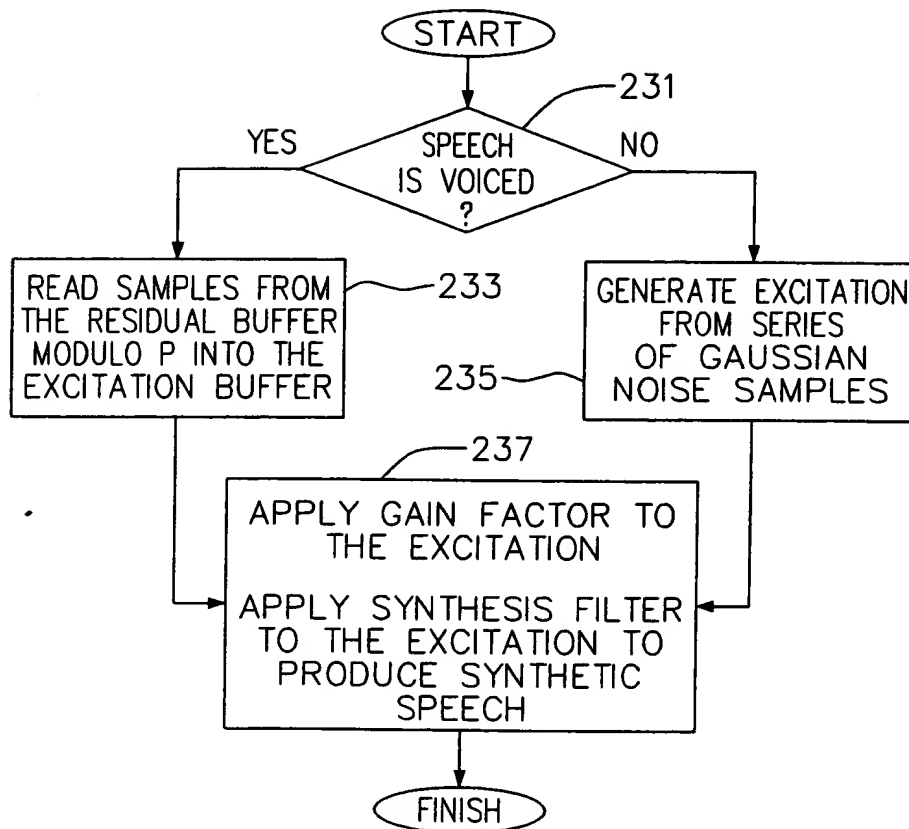 START
231
YES
SPEECH
IS VOICED
?
NO
READ SAMPLES FROM
THE RESIDUAL BUFFER
MODULO P INTO THE
EXCITATION BUFFER
233
GENERATE EXCITATION
FROM SERIES
OF GAUSSIAN
NOISE SAMPLES
235
237
APPLY GAIN FACTOR TO
THE EXCITATION
APPLY SYNTHESIS FILTER
TO THE EXCITATION TO
PRODUCE SYNTHETIC
SPEECH
FINISH